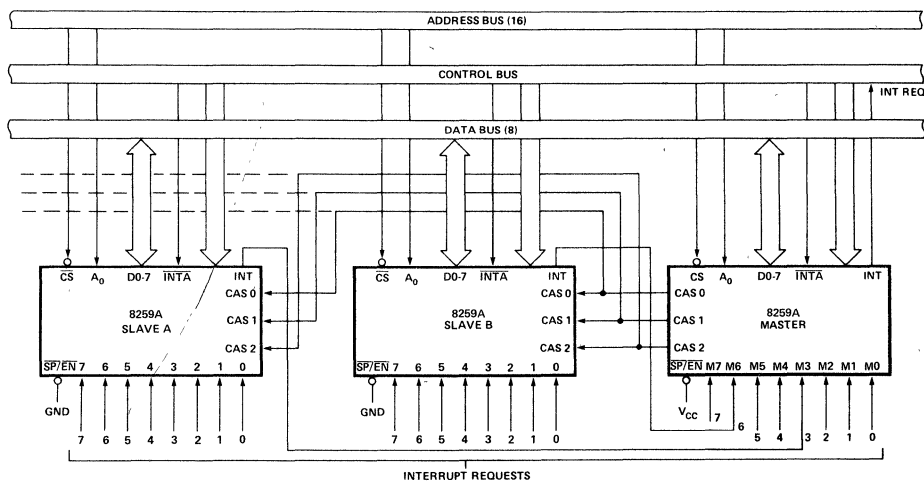 ADDRESS BUS (16)
CONTROL BUS
INT REQ
DATA BUS (8)
CS A0 D0-7 INTA INT
8259A
SLAVE A
CAS 0
CAS 1
CAS 2
SP/EN 7 6 5 4 3 2 1 0
GND
7 6 5 4 3 2 1 0
CS A0 D0-7 INTA INT
8259A
SLAVE B
CAS 0
CAS 1
CAS 2
SP/EN 7 6 5 4 3 2 1 0
GND
7 6 5 4 3 2 1 0
CS A0 D0-7 INTA INT
CAS 0
CAS 1
CAS 2
8259A
MASTER
SP/EN M7 M6 M5 M4 M3 M2 M1 M0
VCC
7 6 5 4 3 2 1 0
INTERRUPT REQUESTS